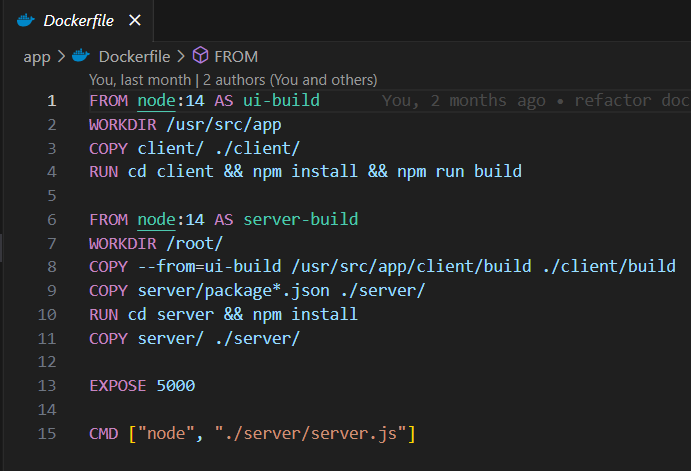 Dockerfile ×
app > Dockerfile > FROM
You, last month | 2 authors (You and others)
1 FROM node:14 AS ui-build You, 2 months ago • refactor doc
2 WORKDIR /usr/src/app
3 COPY client/ ./client/
4 RUN cd client && npm install && npm run build
5
6 FROM node:14 AS server-build
7 WORKDIR /root/
8 COPY --from=ui-build /usr/src/app/client/build ./client/build
9 COPY server/package*.json ./server/
10 RUN cd server && npm install
11 COPY server/ ./server/
12
13 EXPOSE 5000
14
15 CMD ["node", "./server/server.js"]